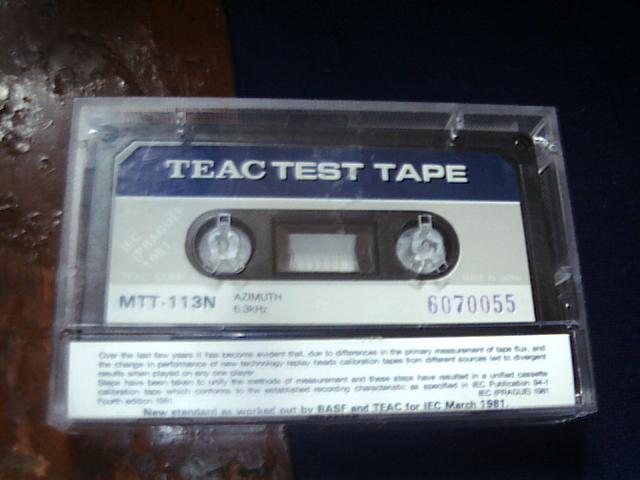 TEAC TEST TAPE
IEC
(PRAGUE)
1981
MADE IN JAPAN
MTT-113N
AZIMUTH
6.3kHz
6070055
Over the last few years it has become evident that, due to differences in the primary measurement of tape flux, and
the change in performance of new technology replay heads calibration tapes from different sources led to divergent
results when played on any one player.
Steps have been taken to unify the methods of measurement and these steps have resulted in a unified cassette
calibration tape which conforms to the established recording characteristic as specified in IEC Publication 94-1
Fourth edition 1981. IEC (PRAGUE) 1981
New standard as worked out by BASF and TEAC for IEC March 1981.